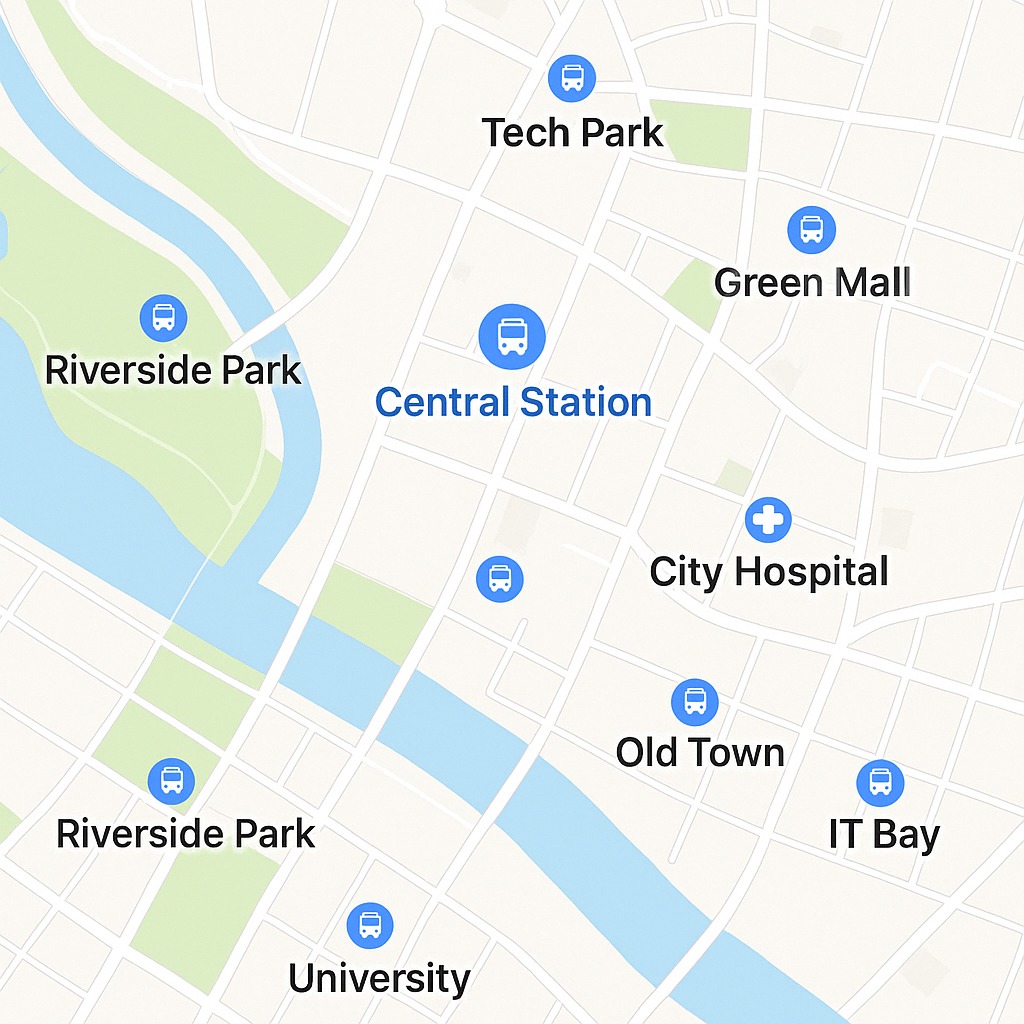 Tech Park
Green Mall
Riverside Park
Central Station
City Hospital
Old Town
IT Bay
Riverside Park
University